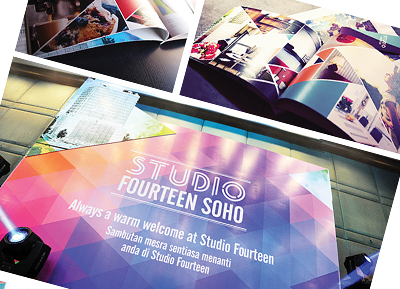 STUDIO
FOURTEEN SOHO
Always a warm welcome at Studio Fourteen
Sambutan mesra sentiasa menanti
anda di Studio Fourteen